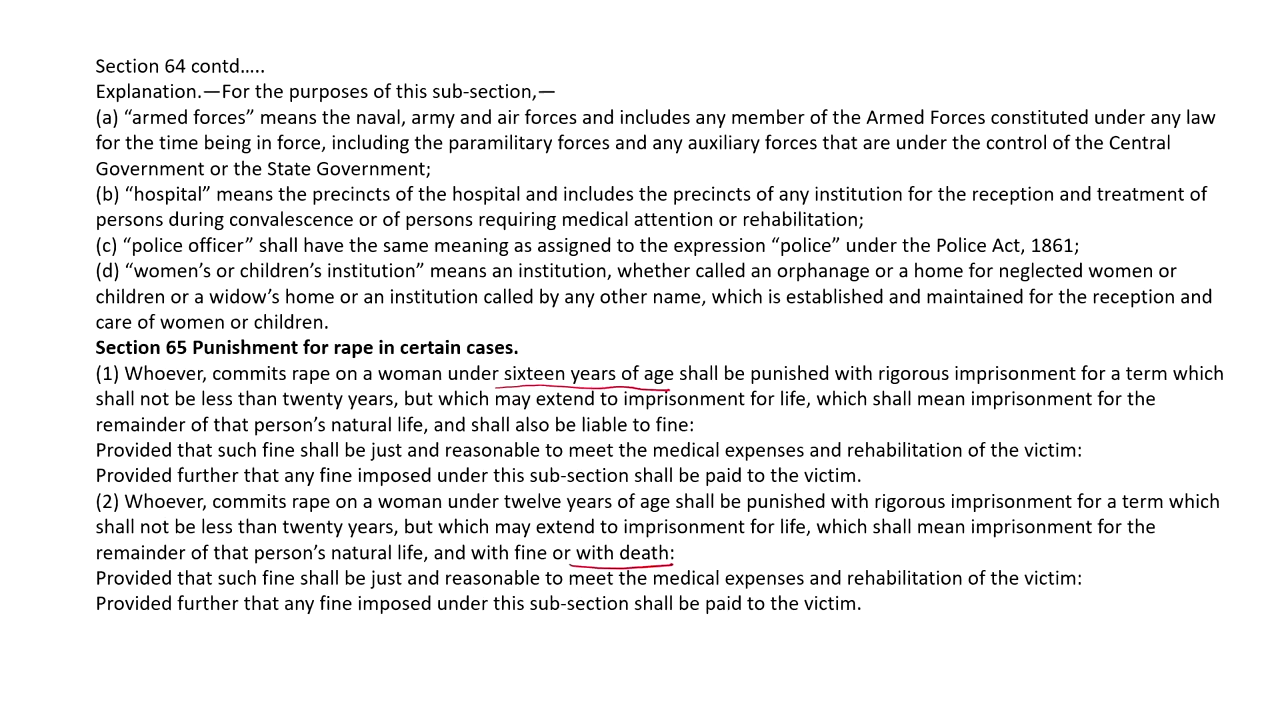 Section 64 contd…..
Explanation.—For the purposes of this sub-section,—
(a) “armed forces” means the naval, army and air forces and includes any member of the Armed Forces constituted under any law
for the time being in force, including the paramilitary forces and any auxiliary forces that are under the control of the Central
Government or the State Government;
(b) “hospital” means the precincts of the hospital and includes the precincts of any institution for the reception and treatment of
persons during convalescence or of persons requiring medical attention or rehabilitation;
(c) “police officer” shall have the same meaning as assigned to the expression “police” under the Police Act, 1861;
(d) “women’s or children’s institution” means an institution, whether called an orphanage or a home for neglected women or
children or a widow’s home or an institution called by any other name, which is established and maintained for the reception and
care of women or children.
Section 65 Punishment for rape in certain cases.
(1) Whoever, commits rape on a woman under sixteen years of age shall be punished with rigorous imprisonment for a term which
shall not be less than twenty years, but which may extend to imprisonment for life, which shall mean imprisonment for the
remainder of that person’s natural life, and shall also be liable to fine:
Provided that such fine shall be just and reasonable to meet the medical expenses and rehabilitation of the victim:
Provided further that any fine imposed under this sub-section shall be paid to the victim.
(2) Whoever, commits rape on a woman under twelve years of age shall be punished with rigorous imprisonment for a term which
shall not be less than twenty years, but which may extend to imprisonment for life, which shall mean imprisonment for the
remainder of that person’s natural life, and with fine or with death:
Provided that such fine shall be just and reasonable to meet the medical expenses and rehabilitation of the victim:
Provided further that any fine imposed under this sub-section shall be paid to the victim.